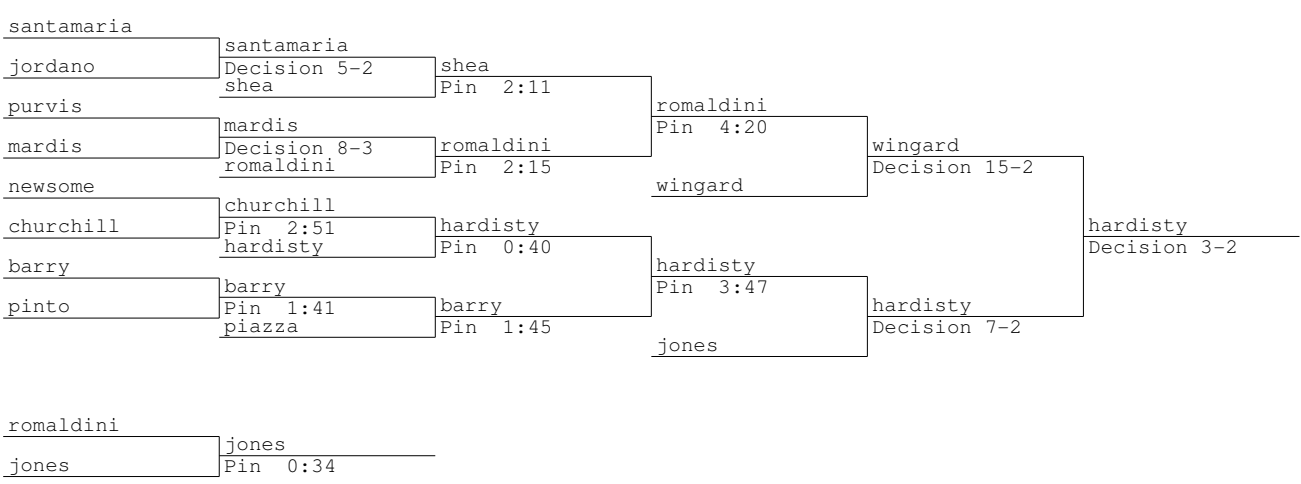 santamaria
jordano
purvis
mardis
newsome
churchill
barry
pinto
santamaria
Decision 5-2
shea
mardis
Decision 8-3
romaldini
churchill
Pin 2:51
hardisty
barry
Pin 1:41
piazza
shea
Pin 2:11
romaldini
Pin 2:15
hardisty
Pin 0:40
barry
Pin 1:45
romaldini
Pin 4:20
wingard
hardisty
Pin 3:47
jones
wingard
Decision 15-2
hardisty
Decision 7-2
hardisty
Decision 3-2
romaldini
jones
jones
Pin 0:34